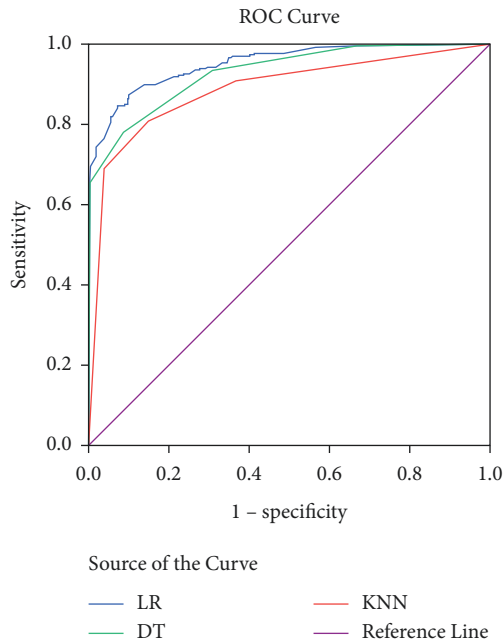 ROC Curve
1.0
0.8
0.6
0.4
0.2
0.0
Sensitivity
0.0 0.2 0.4 0.6 0.8 1.0
1 – specificity
Source of the Curve
LR KNN
DT Reference Line